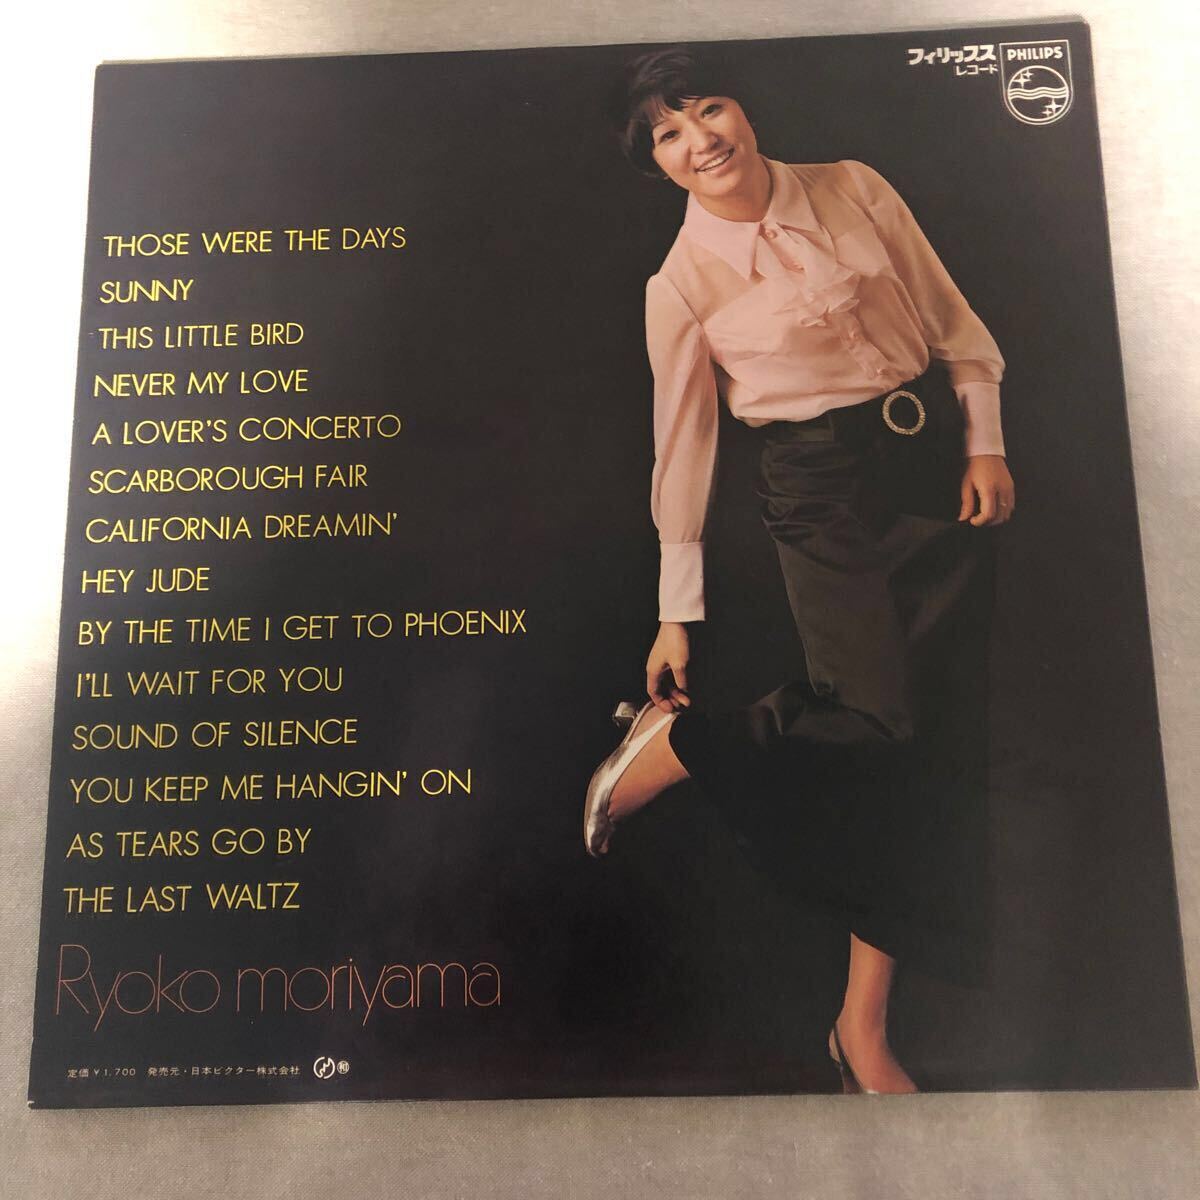 フィリップス
レコード
PHILIPS
THOSE WERE THE DAYS
SUNNY
THIS LITTLE BIRD
NEVER MY LOVE
A LOVER'S CONCERTO
SCARBOROUGH FAIR
CALIFORNIA DREAMIN'
HEY JUDE
BY THE TIME I GET TO PHOENIX
I'LL WAIT FOR YOU
SOUND OF SILENCE
YOU KEEP ME HANGIN' ON
AS TEARS GO BY
THE LAST WALTZ
Ryoko moriyama
定価 ¥1,700 発売元・日本ビクター株式会社